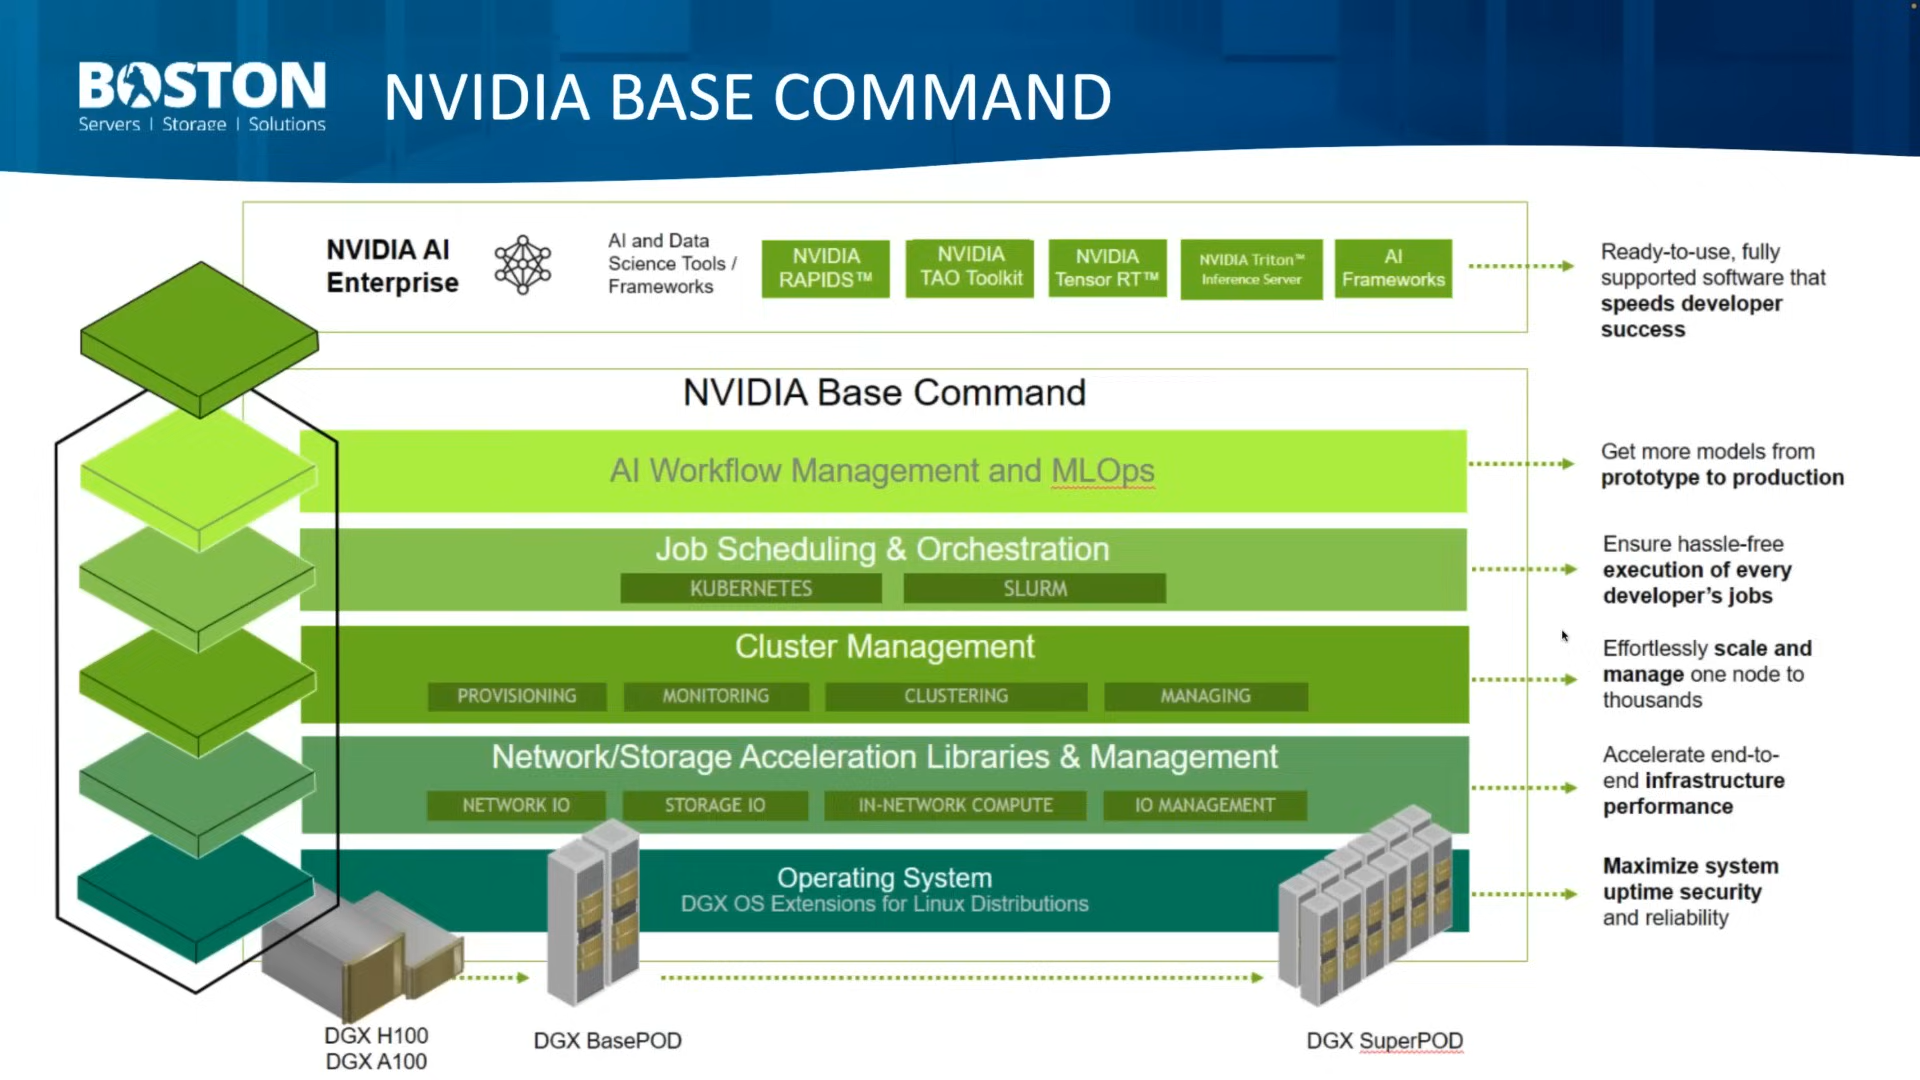 BOSTON
Servers | Storage | Solutions
NVIDIA BASE COMMAND
NVIDIA AI
Enterprise
AI and Data
Science Tools /
Frameworks
NVIDIA
RAPIDS™
NVIDIA
TAO Toolkit
NVIDIA
Tensor RT™
NVIDIA Triton™
Inference Server
AI
Frameworks
Ready-to-use, fully
supported software that
speeds developer
success
NVIDIA Base Command
AI Workflow Management and MLOps
Get more models from
prototype to production
Job Scheduling & Orchestration
KUBERNETES
SLURM
Ensure hassle-free
execution of every
developer's jobs
Cluster Management
PROVISIONING
MONITORING
CLUSTERING
MANAGING
Effortlessly scale and
manage one node to
thousands
Network/Storage Acceleration Libraries & Management
NETWORK IO
STORAGE IO
IN-NETWORK COMPUTE
IO MANAGEMENT
Accelerate end-to-
end infrastructure
performance
Operating System
DGX OS Extensions for Linux Distributions
Maximize system
uptime security
and reliability
DGX H100
DGX A100
DGX BasePOD
DGX SuperPOD